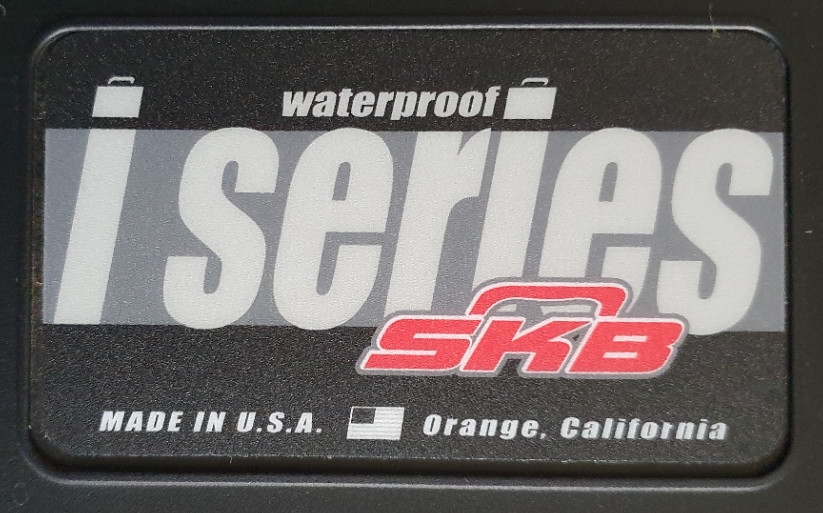 waterproof
i series
SKB
MADE IN U.S.A. Orange, California